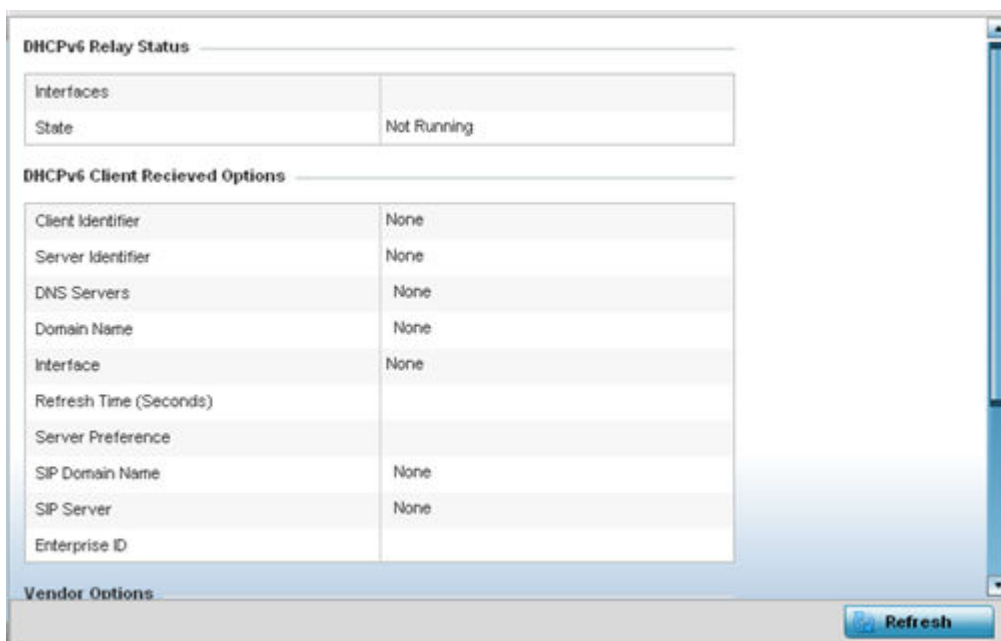 DHCPv6 Relay Status
Interfaces
State Not Running
DHCPv6 Client Recieved Options
Client Identifier None
Server Identifier None
DNS Servers None
Domain Name None
Interface None
Refresh Time (Seconds)
Server Preference
SIP Domain Name None
SIP Server None
Enterprise ID
Vendor Options
Refresh